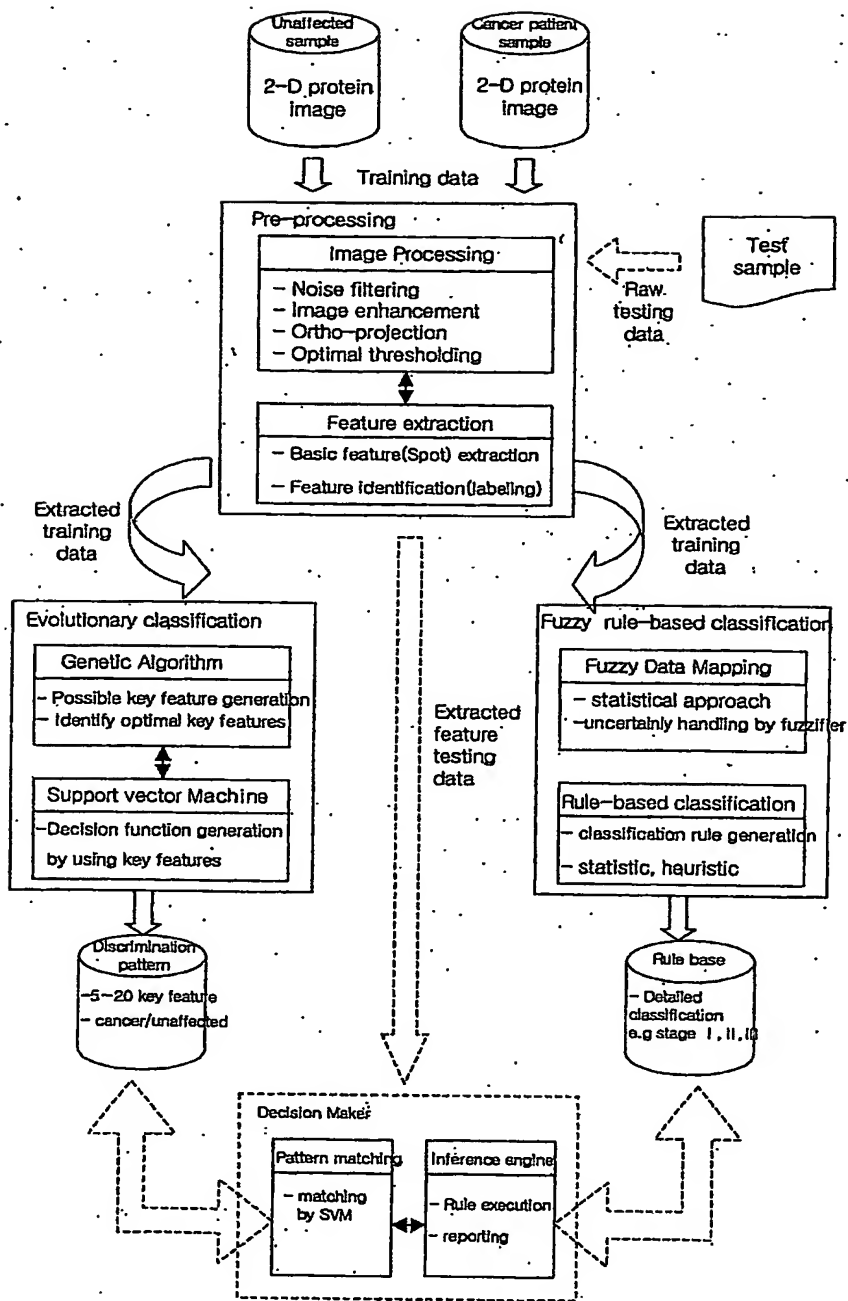 Unaffected
sample
2-D protein
image
Cancer patient
sample
2-D protein
image
Training data
Pre-processing
Image Processing
- Noise filtering
- Image enhancement
- Ortho-projection
- Optimal thresholding
Test
sample
Raw
testing
data
Feature extraction
- Basic feature(Spot) extraction
- Feature identification(labeling)
Extracted
training
data
Extracted
training
data
Evolutionary classification
Genetic Algorithm
- Possible key feature generation
- Identify optimal key features
Support vector Machine
-Decision function generation
by using key features
Extracted
feature
testing
data
Fuzzy rule-based classification
Fuzzy Data Mapping
- statistical approach
-uncertainly handling by fuzzifier
Rule-based classification
- classification rule generation
- statistic, heuristic
Discrimination
pattern
-5~20 key feature
- cancer/unaffected
Rule base
- Detailed
classification
e.g stage I, II, III
Decision Maker
Pattern matching
- matching
by SVM
Inference engine
- Rule execution
- reporting